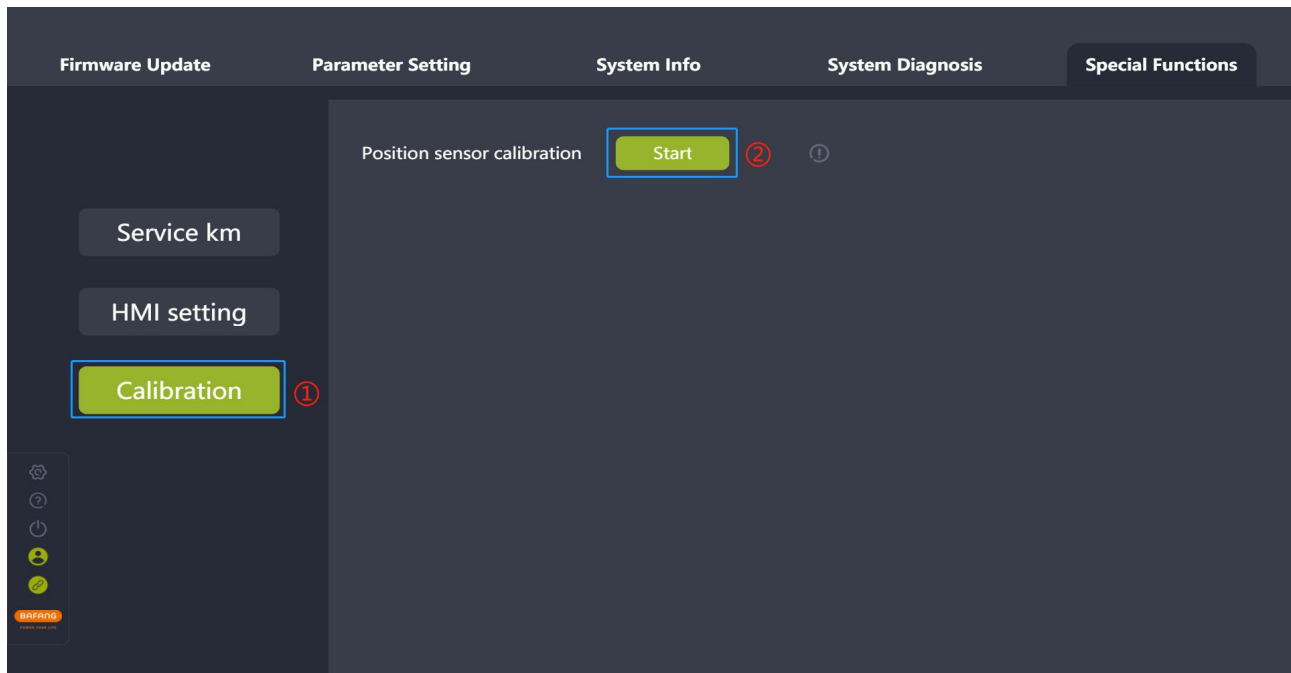 Firmware Update Parameter Setting System Info System Diagnosis Special Functions
Position sensor calibration Start ②
Service km
HMI setting
Calibration ①
BAFANG